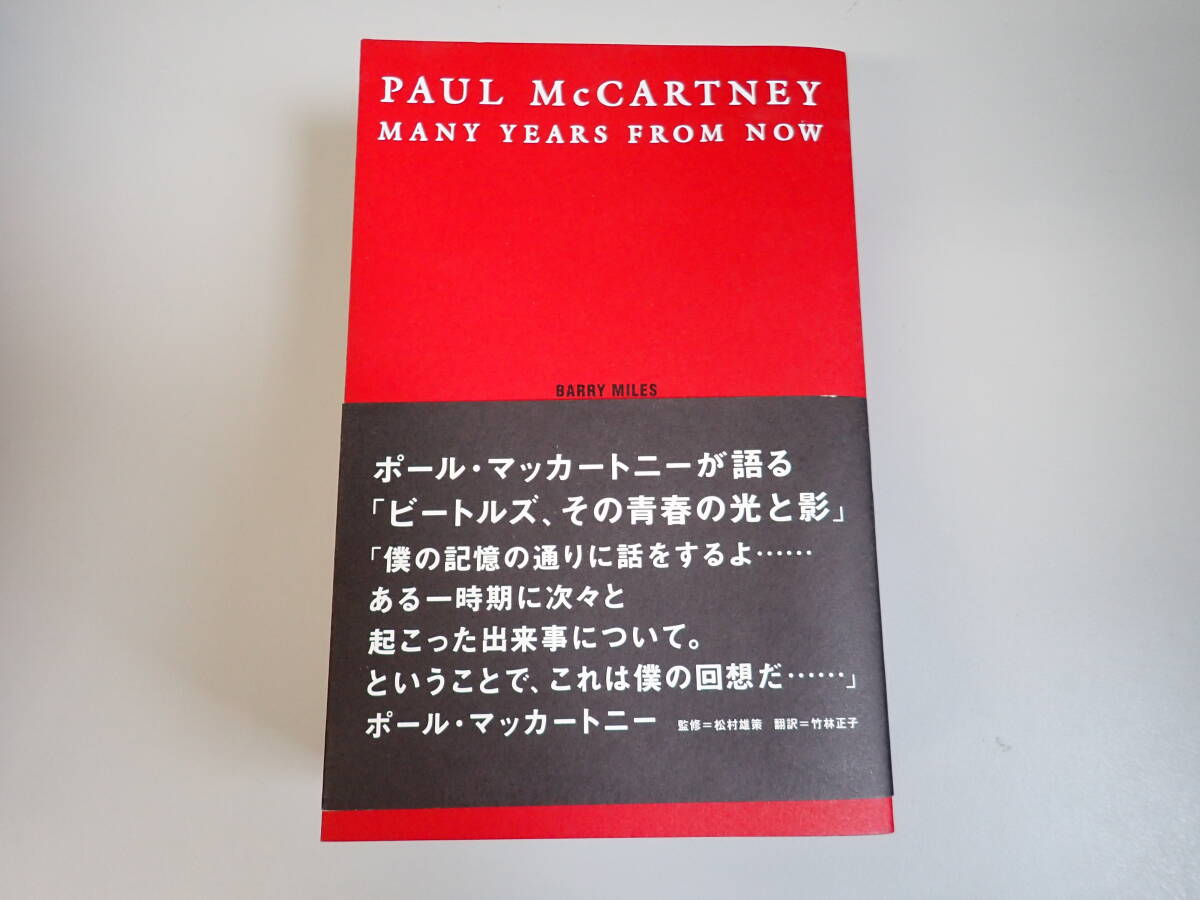 PAUL McCARTNEY
MANY YEARS FROM NOW
BARRY MILES
ポール・マッカートニーが語る
「ビートルズ、その青春の光と影」
「僕の記憶の通りに話をするよ……
ある一時期に次々と
起こった出来事について。
ということで、これは僕の回想だ……」
ポール・マッカートニー 監修＝松村雄策 翻訳＝竹林正子